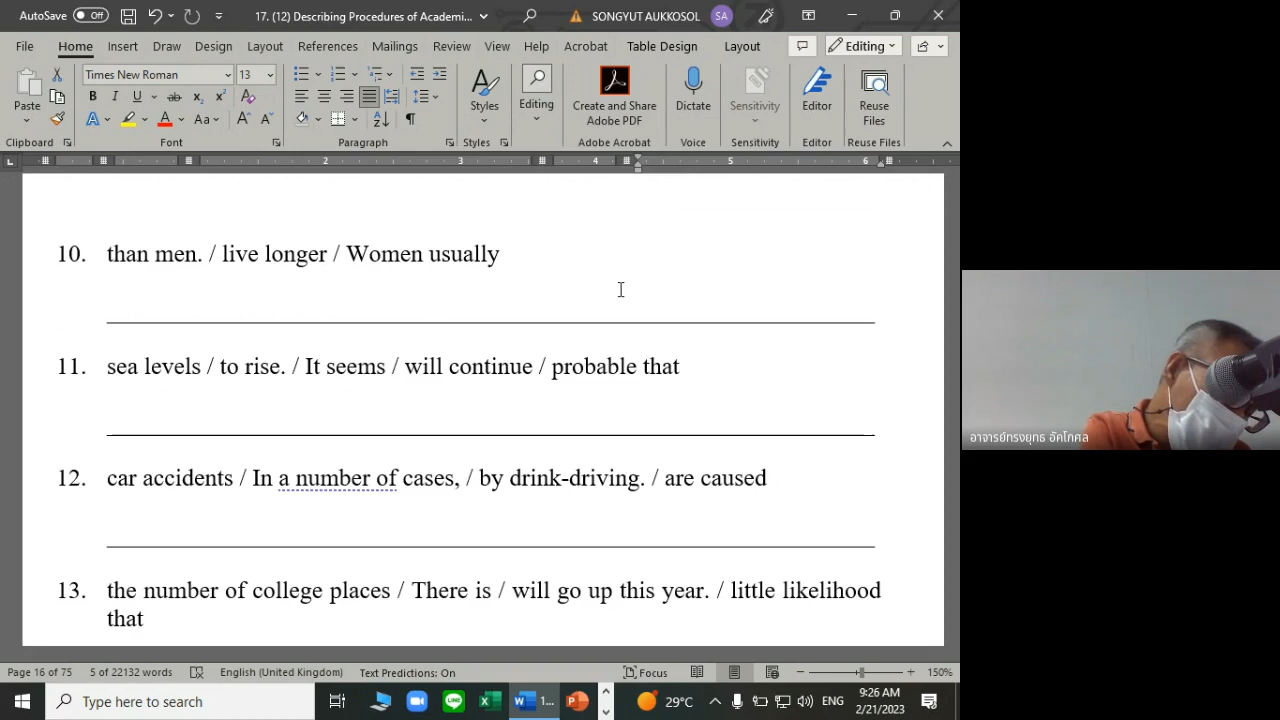 AutoSave Off 17. (12) Describing Procedures of Academi... SONGYUT AUKKOSOL SA
File Home Insert Draw Design Layout References Mailings Review View Help Acrobat Table Design Layout Editing
Times New Roman 13
Paste Styles Editing Create and Share Adobe PDF Dictate Sensitivity Editor Reuse Files
Clipboard Font Paragraph Styles Adobe Acrobat Voice Sensitivity Editor Reuse Files
2 3 4 5 6
10. than men. / live longer / Women usually
11. sea levels / to rise. / It seems / will continue / probable that
12. car accidents / In a number of cases, / by drink-driving. / are caused
13. the number of college places / There is / will go up this year. / little likelihood
that
อาจารย์ทรงยุทธ อัคโกศล
Page 16 of 75 5 of 22132 words English (United Kingdom) Text Predictions: On Focus 150%
Type here to search 1... 29°C ENG 9:26 AM
2/21/2023